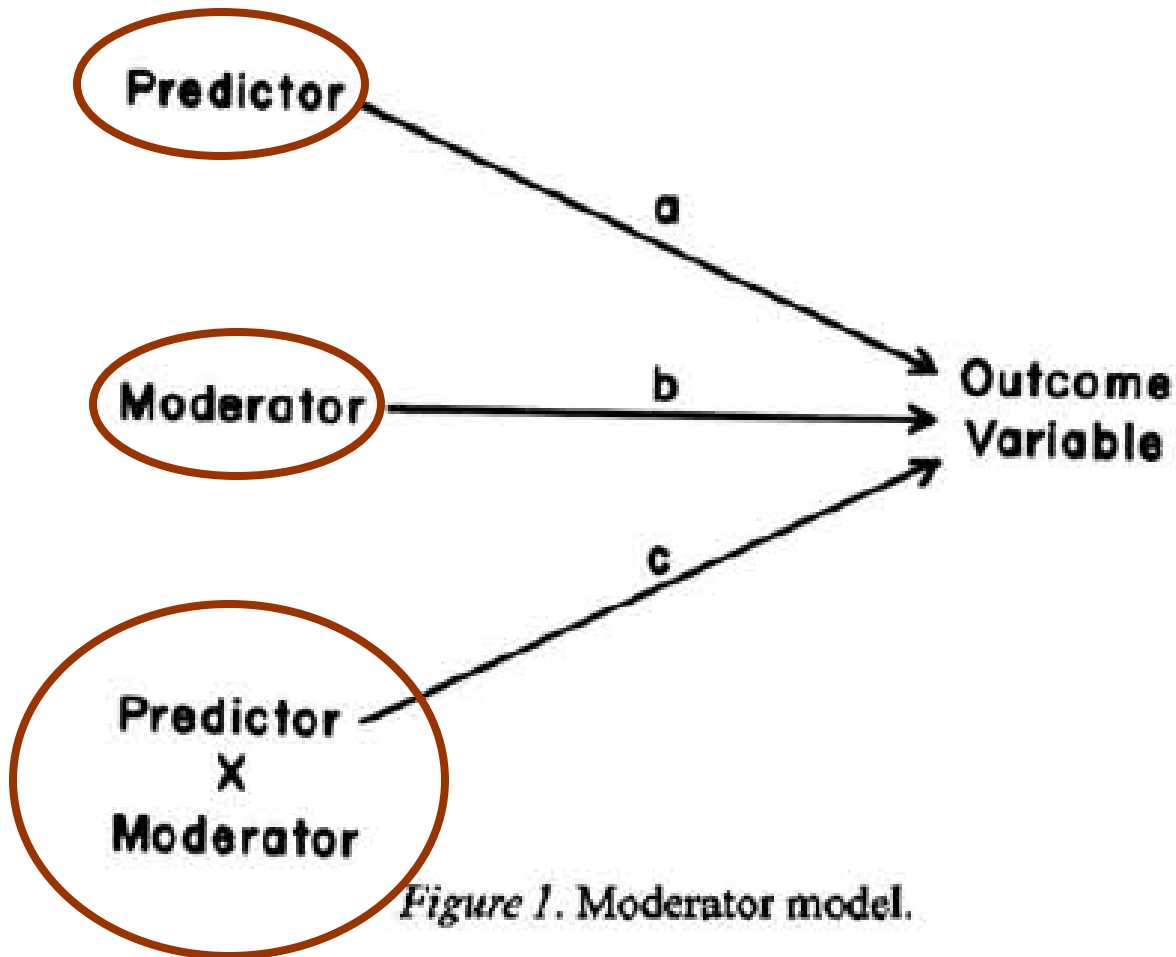 Predictor
a
Moderator
b
Outcome
Variable
c
Predictor
X
Moderator
Figure 1. Moderator model.